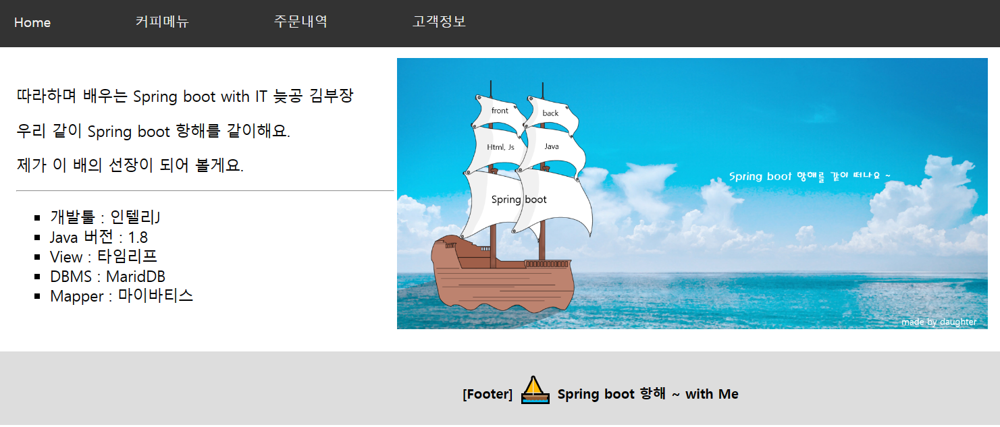 Home 커피메뉴 주문내역 고객정보
따라하며 배우는 Spring boot with IT 늦공 김부장
우리 같이 Spring boot 항해를 같이해요.
제가 이 배의 선장이 되어 볼게요.
개발툴 : 인텔리J
Java 버전 : 1.8
View : 타임리프
DBMS : MaridDB
Mapper : 마이바티스
front back
Html, Js Java
Spring boot
Spring boot 항해를 같이 떠나요 ~
made by daughter
[Footer] Spring boot 항해 ~ with Me